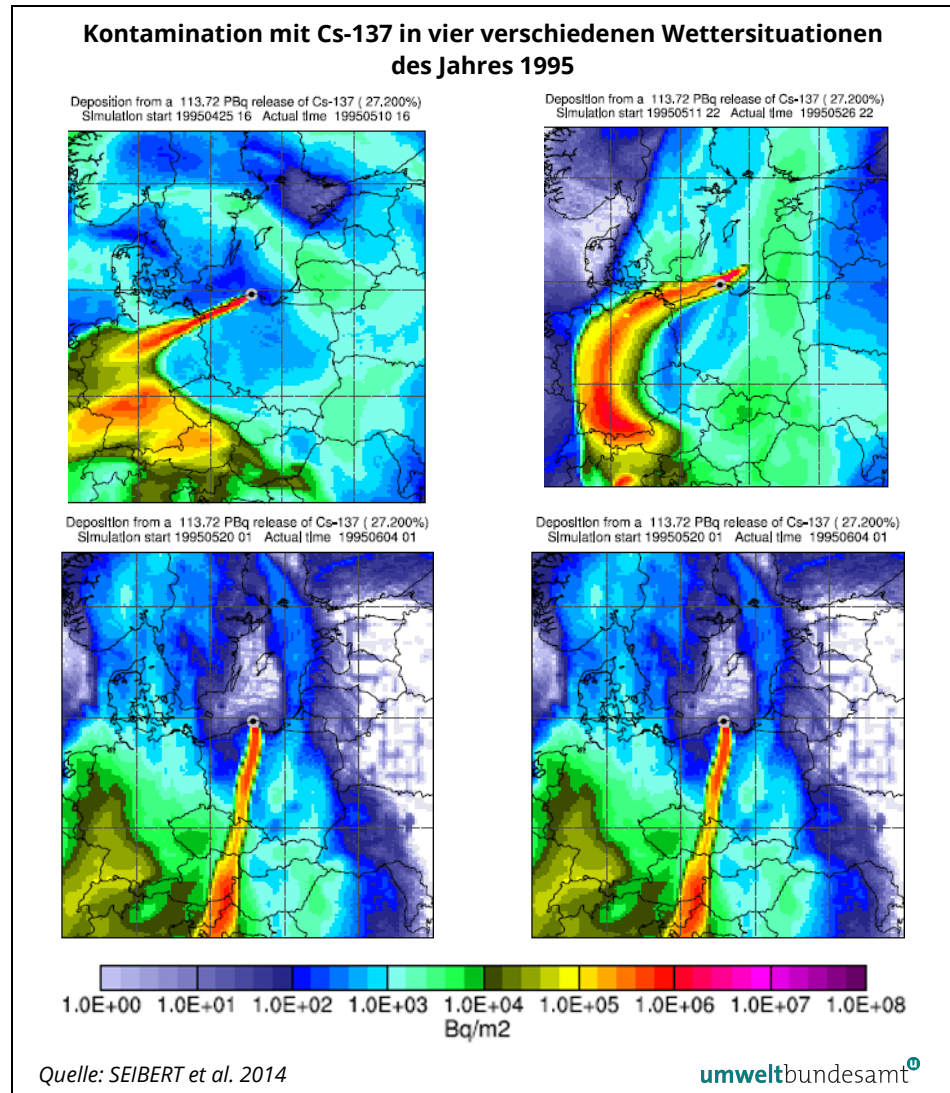 Kontamination mit Cs-137 in vier verschiedenen Wettersituationen
des Jahres 1995
Deposition from a 113.72 PBq release of Cs-137 ( 27.200%)
Simulation start 19950425 16 Actual time 19950510 16
Deposition from a 113.72 PBq release of Cs-137 ( 27.200%)
Simulation start 19950511 22 Actual time 19950526 22
Deposition from a 113.72 PBq release of Cs-137 ( 27.200%)
Simulation start 19950520 01 Actual time 19950604 01
Deposition from a 113.72 PBq release of Cs-137 ( 27.200%)
Simulation start 19950520 01 Actual time 19950604 01
1.0E+00 1.0E+01 1.0E+02 1.0E+03 1.0E+04 1.0E+05 1.0E+06 1.0E+07 1.0E+08
Bq/m2
Quelle: SEIBERT et al. 2014
umweltbundesamt u